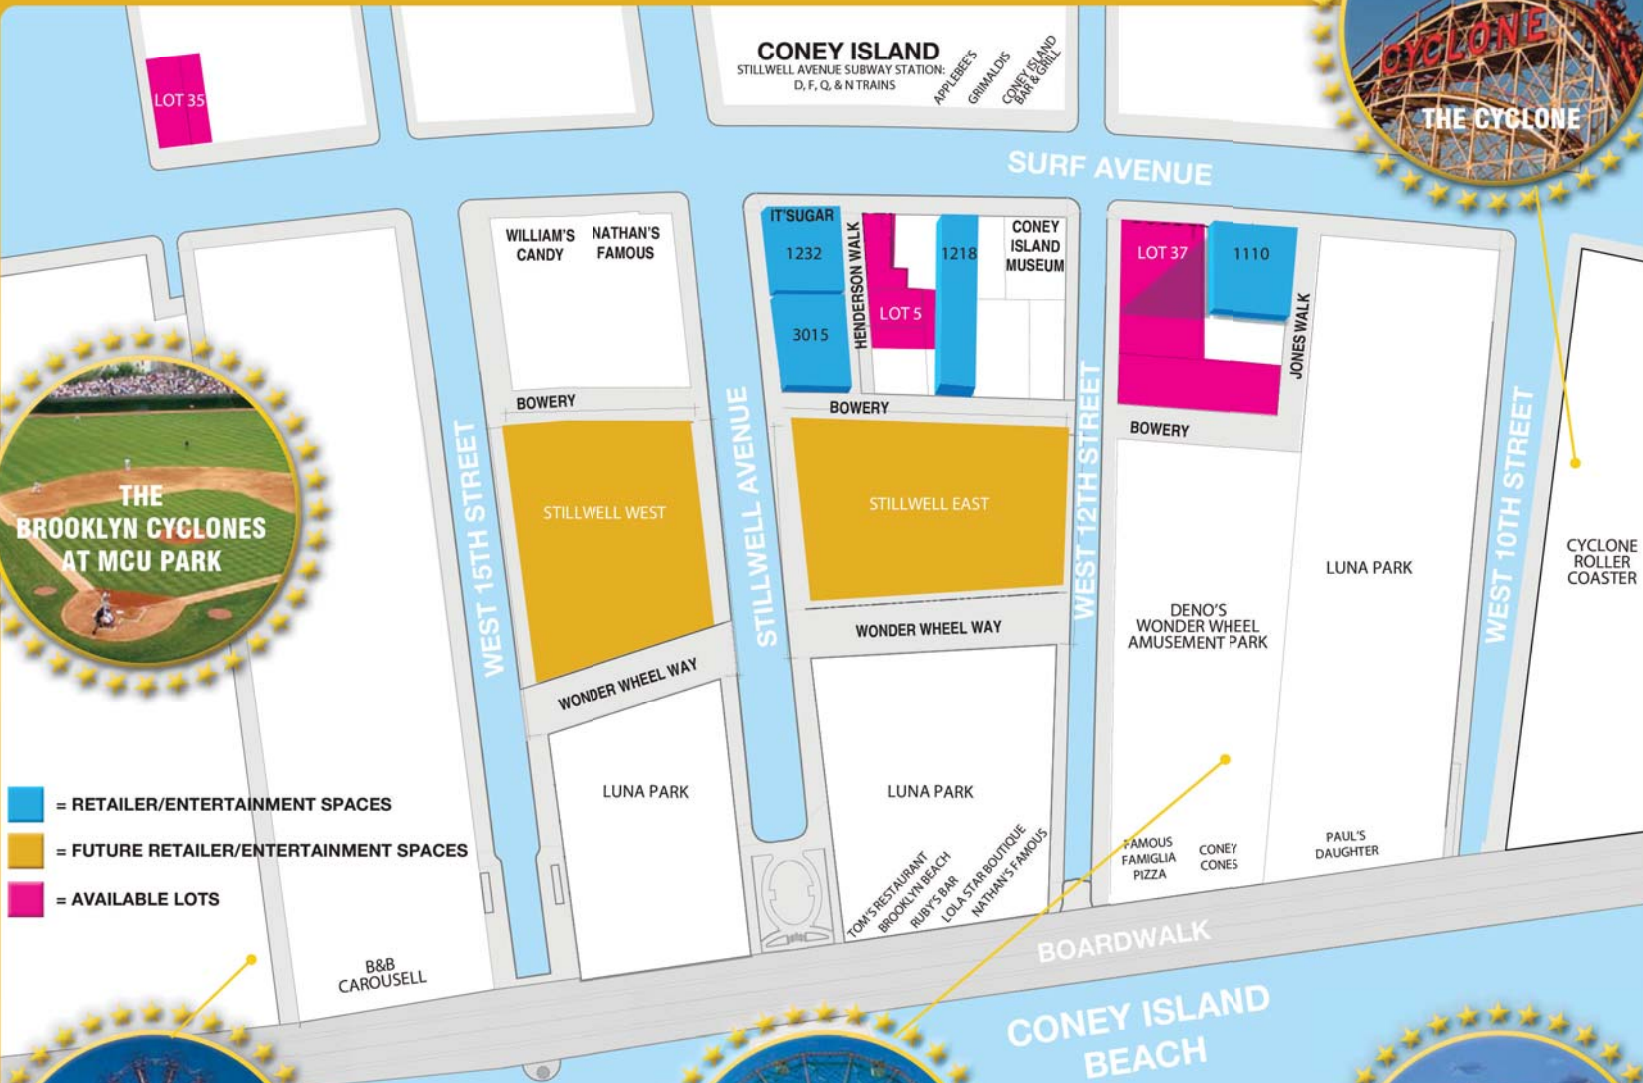 CONEY ISLAND
STILLWELL AVENUE SUBWAY STATION:
D, F, Q, & N TRAINS
APPLEBEE'S
GRIMALDIS
CONEY ISLAND
BAR & GRILL
CYCLONE
THE CYCLONE
LOT 35
SURF AVENUE
WILLIAM'S
CANDY
NATHAN'S
FAMOUS
IT'SUGAR
1232
3015
HENDERSON WALK
LOT 5
1218
CONEY
ISLAND
MUSEUM
LOT 37
1110
JONES WALK
BOWERY
BOWERY
BOWERY
WEST 15TH STREET
STILLWELL AVENUE
WEST 12TH STREET
WEST 10TH STREET
THE
BROOKLYN CYCLONES
AT MCU PARK
STILLWELL WEST
STILLWELL EAST
CYCLONE
ROLLER
COASTER
LUNA PARK
DENO'S
WONDER WHEEL
AMUSEMENT PARK
WONDER WHEEL WAY
WONDER WHEEL WAY
LUNA PARK
LUNA PARK
= RETAILER/ENTERTAINMENT SPACES
= FUTURE RETAILER/ENTERTAINMENT SPACES
= AVAILABLE LOTS
TOM'S RESTAURANT
BROOKLYN BEACH
RUBY'S BAR
LOLA STAR BOUTIQUE
NATHAN'S FAMOUS
FAMOUS
FAMIGLIA
PIZZA
CONEY
CONES
PAUL'S
DAUGHTER
B&B
CAROUSELL
BOARDWALK
CONEY ISLAND
BEACH